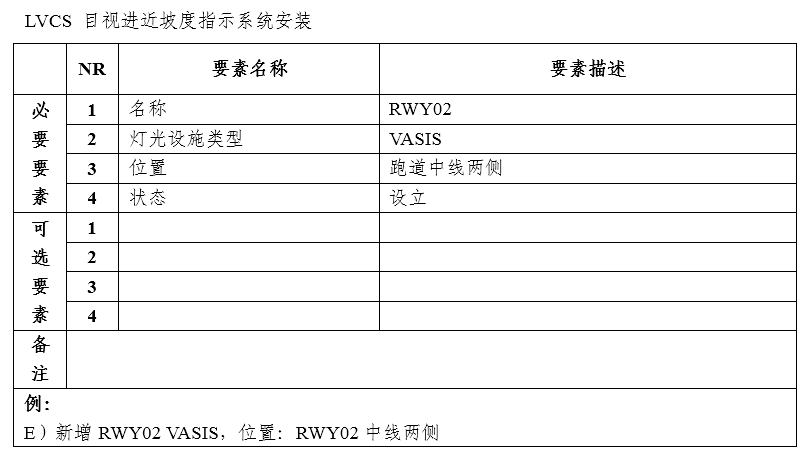 LVCS 目视进近坡度指示系统安装
NR 要素名称 要素描述
必要要素
1 名称 RWY02
2 灯光设施类型 VASIS
3 位置 跑道中线两侧
4 状态 设立
可选要素
1
2
3
4
备注
例：
E）新增 RWY02 VASIS，位置：RWY02 中线两侧